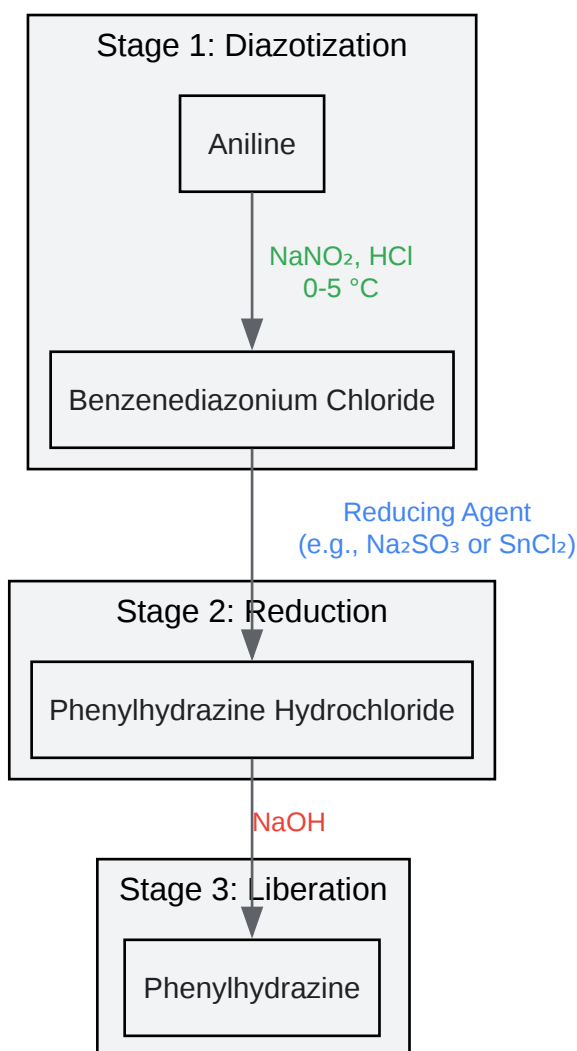 Stage 1: Diazotization
Aniline
NaNO₂, HCl
0-5 °C
Benzenediazonium Chloride
Reducing Agent
(e.g., Na₂SO₃ or SnCl₂)
Stage 2: Reduction
Phenylhydrazine Hydrochloride
NaOH
Stage 3: Liberation
Phenylhydrazine